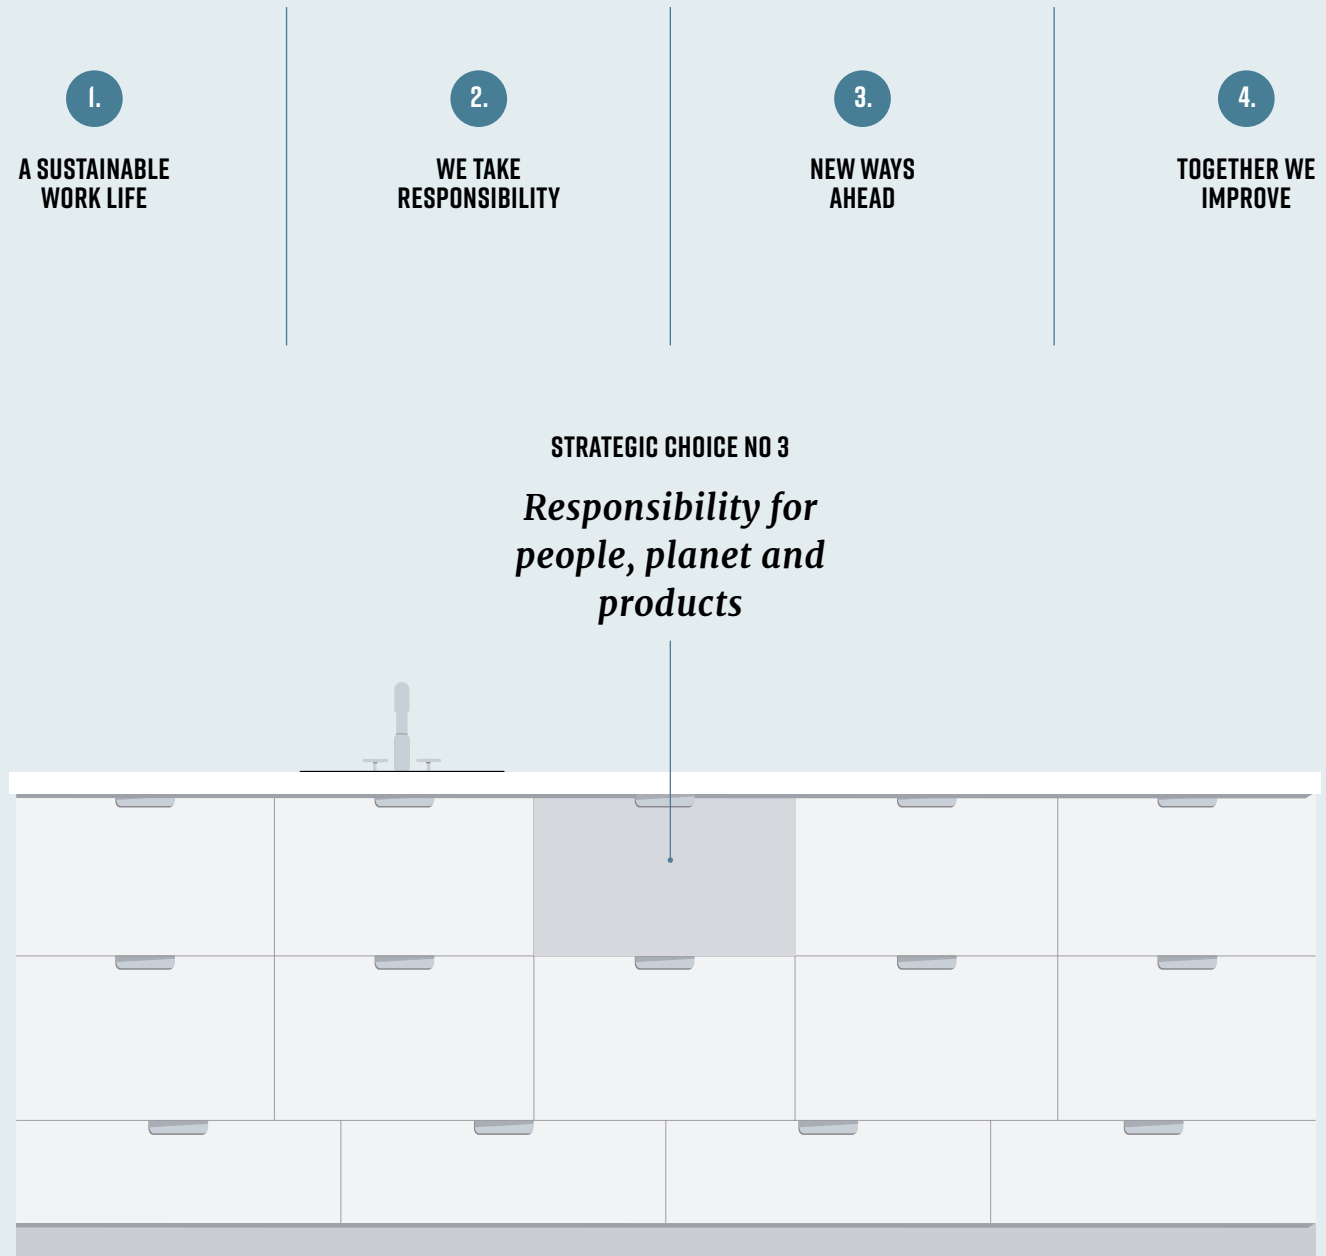 1.
A SUSTAINABLE
WORK LIFE
2.
WE TAKE
RESPONSIBILITY
3.
NEW WAYS
AHEAD
4.
TOGETHER WE
IMPROVE
STRATEGIC CHOICE NO 3
Responsibility for
people, planet and
products